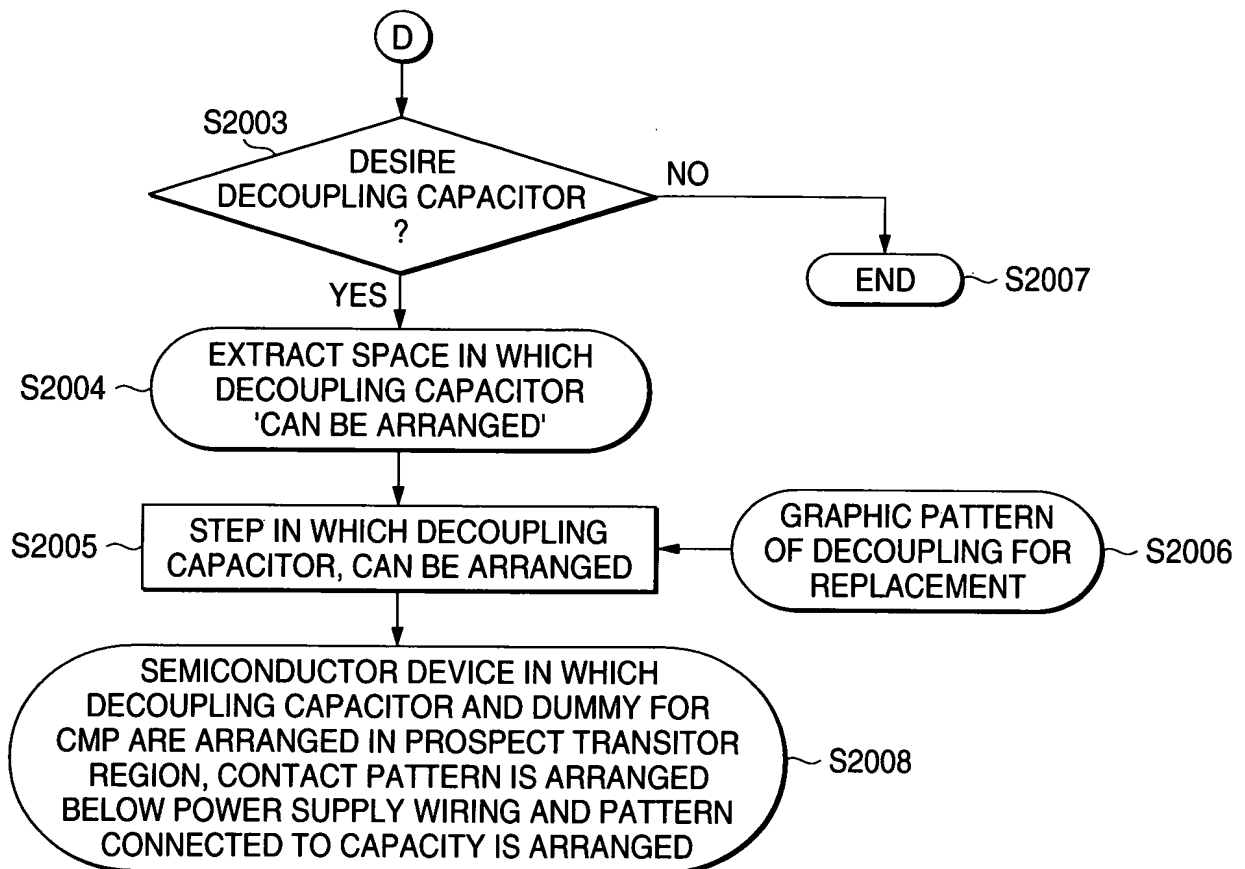 D
S2003
DESIRE
DECOUPLING CAPACITOR
?
NO
YES
END
S2007
S2004
EXTRACT SPACE IN WHICH
DECOUPLING CAPACITOR
'CAN BE ARRANGED'
S2005
STEP IN WHICH DECOUPLING
CAPACITOR, CAN BE ARRANGED
GRAPHIC PATTERN
OF DECOUPLING FOR
REPLACEMENT
S2006
SEMICONDUCTOR DEVICE IN WHICH
DECOUPLING CAPACITOR AND DUMMY FOR
CMP ARE ARRANGED IN PROSPECT TRANSITOR
REGION, CONTACT PATTERN IS ARRANGED
BELOW POWER SUPPLY WIRING AND PATTERN
CONNECTED TO CAPACITY IS ARRANGED
S2008